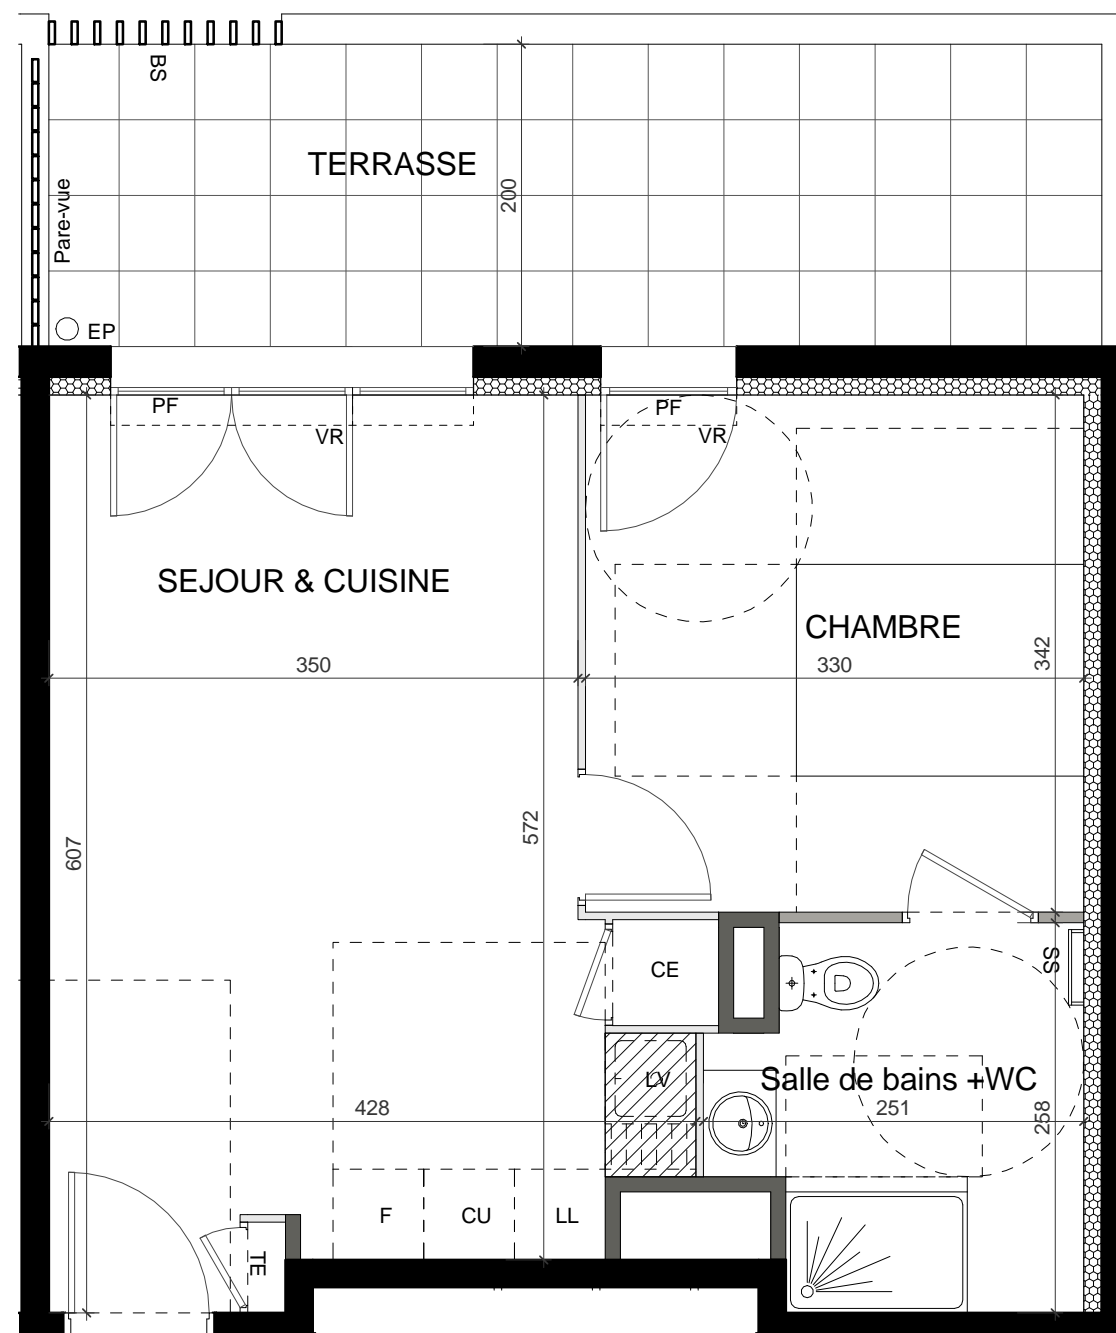 BS
TERRASSE
200
Pare-vue
EP
PF
VR
PF
VR
SEJOUR & CUISINE
CHAMBRE
350
330
342
607
572
CE
SS
LV
Salle de bains +WC
428
251
258
F
CU
LL
TE